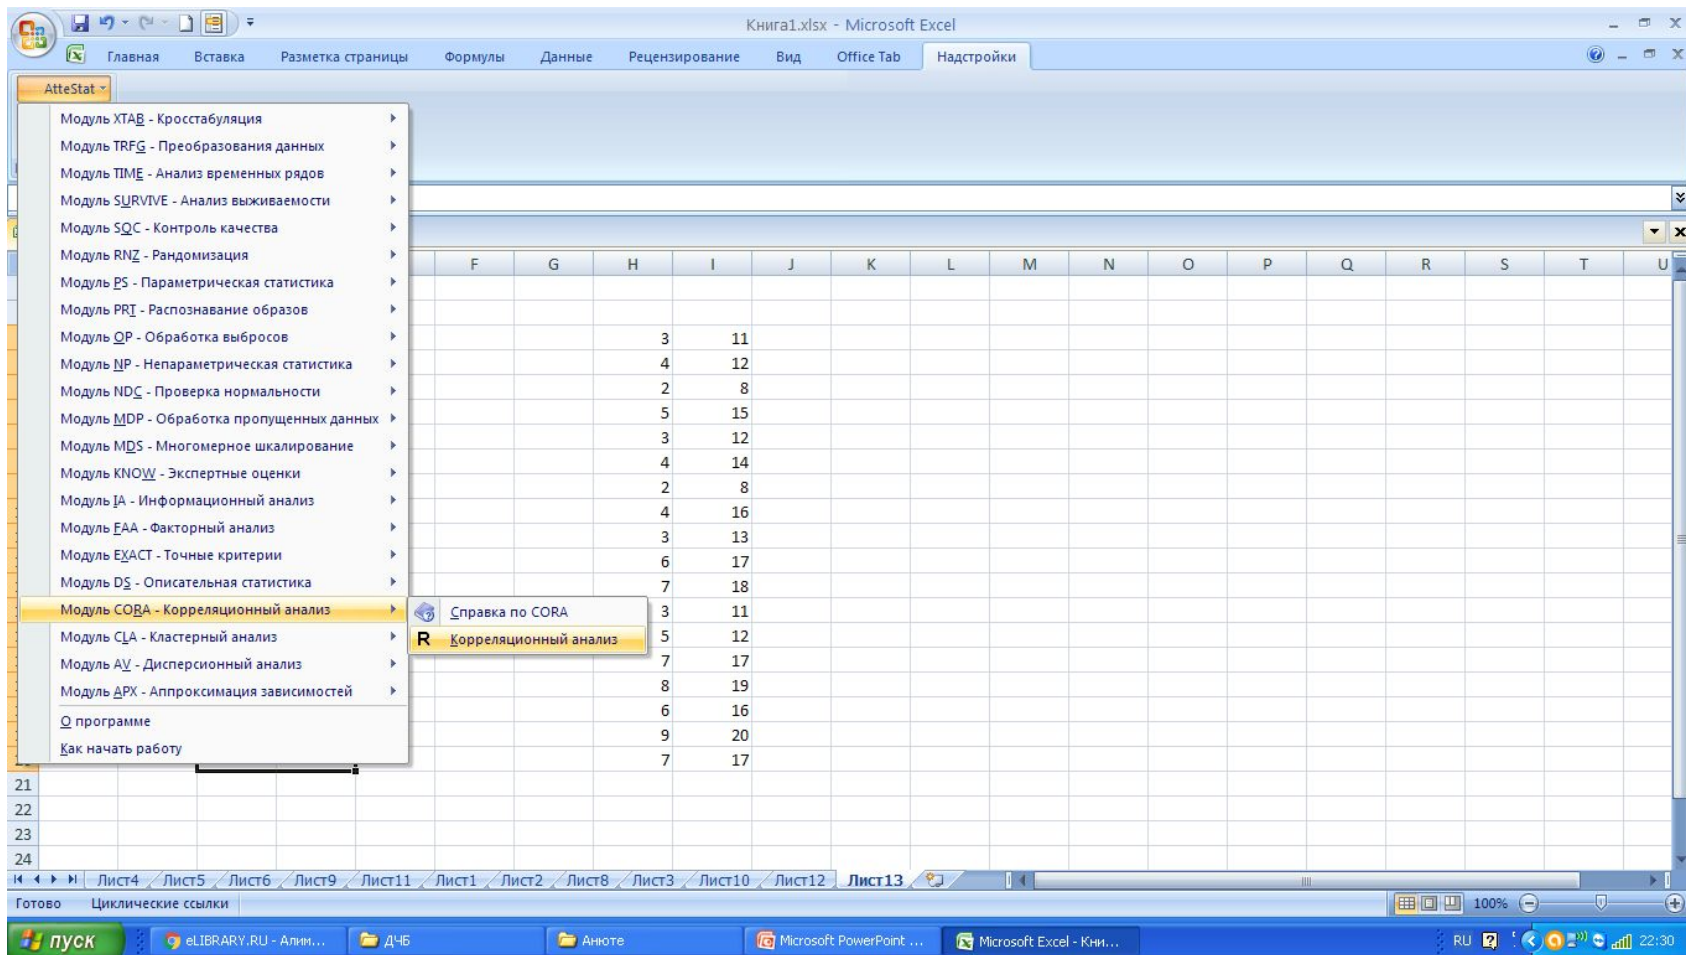 Книга1.xlsx - Microsoft Excel
Главная Вставка Разметка страницы Формулы Данные Рецензирование Вид Office Tab Надстройки
AtteStat
Модуль XTAB - Кросстабуляция
Модуль TRFG - Преобразования данных
Модуль TIME - Анализ временных рядов
Модуль SURVIVE - Анализ выживаемости
Модуль SQC - Контроль качества
Модуль RNZ - Рандомизация
Модуль PS - Параметрическая статистика
Модуль PRT - Распознавание образов
Модуль OP - Обработка выбросов
Модуль NP - Непараметрическая статистика
Модуль NDC - Проверка нормальности
Модуль MDP - Обработка пропущенных данных
Модуль MDS - Многомерное шкалирование
Модуль KNOW - Экспертные оценки
Модуль IA - Информационный анализ
Модуль FAA - Факторный анализ
Модуль EXACT - Точные критерии
Модуль DS - Описательная статистика
Модуль CORA - Корреляционный анализ
Модуль CLA - Кластерный анализ
Модуль AV - Дисперсионный анализ
Модуль APX - Аппроксимация зависимостей
О программе
Как начать работу
Справка по CORA
R Корреляционный анализ
F G H I J K L M N O P Q R S T U
3 11
4 12
2 8
5 15
3 12
4 14
2 8
4 16
3 13
6 17
7 18
3 11
5 12
7 17
8 19
6 16
9 20
7 17
21
22
23
24
Лист4 Лист5 Лист6 Лист9 Лист11 Лист1 Лист2 Лист8 Лист3 Лист10 Лист12 Лист13
Готово Циклические ссылки 100%
пуск eLIBRARY.RU - Алим... ДЧБ Анюте Microsoft PowerPoint ... Microsoft Excel - Кни... RU 22:30